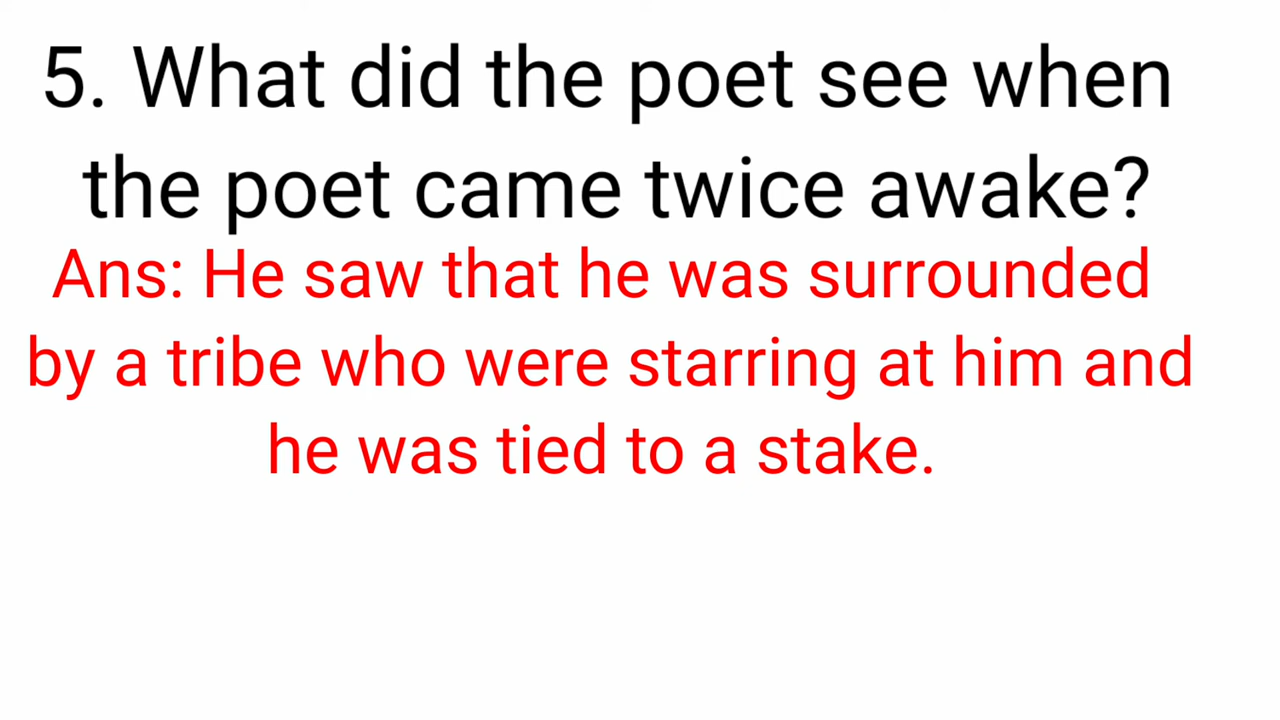 5. What did the poet see when
the poet came twice awake?
Ans: He saw that he was surrounded
by a tribe who were starring at him and
he was tied to a stake.